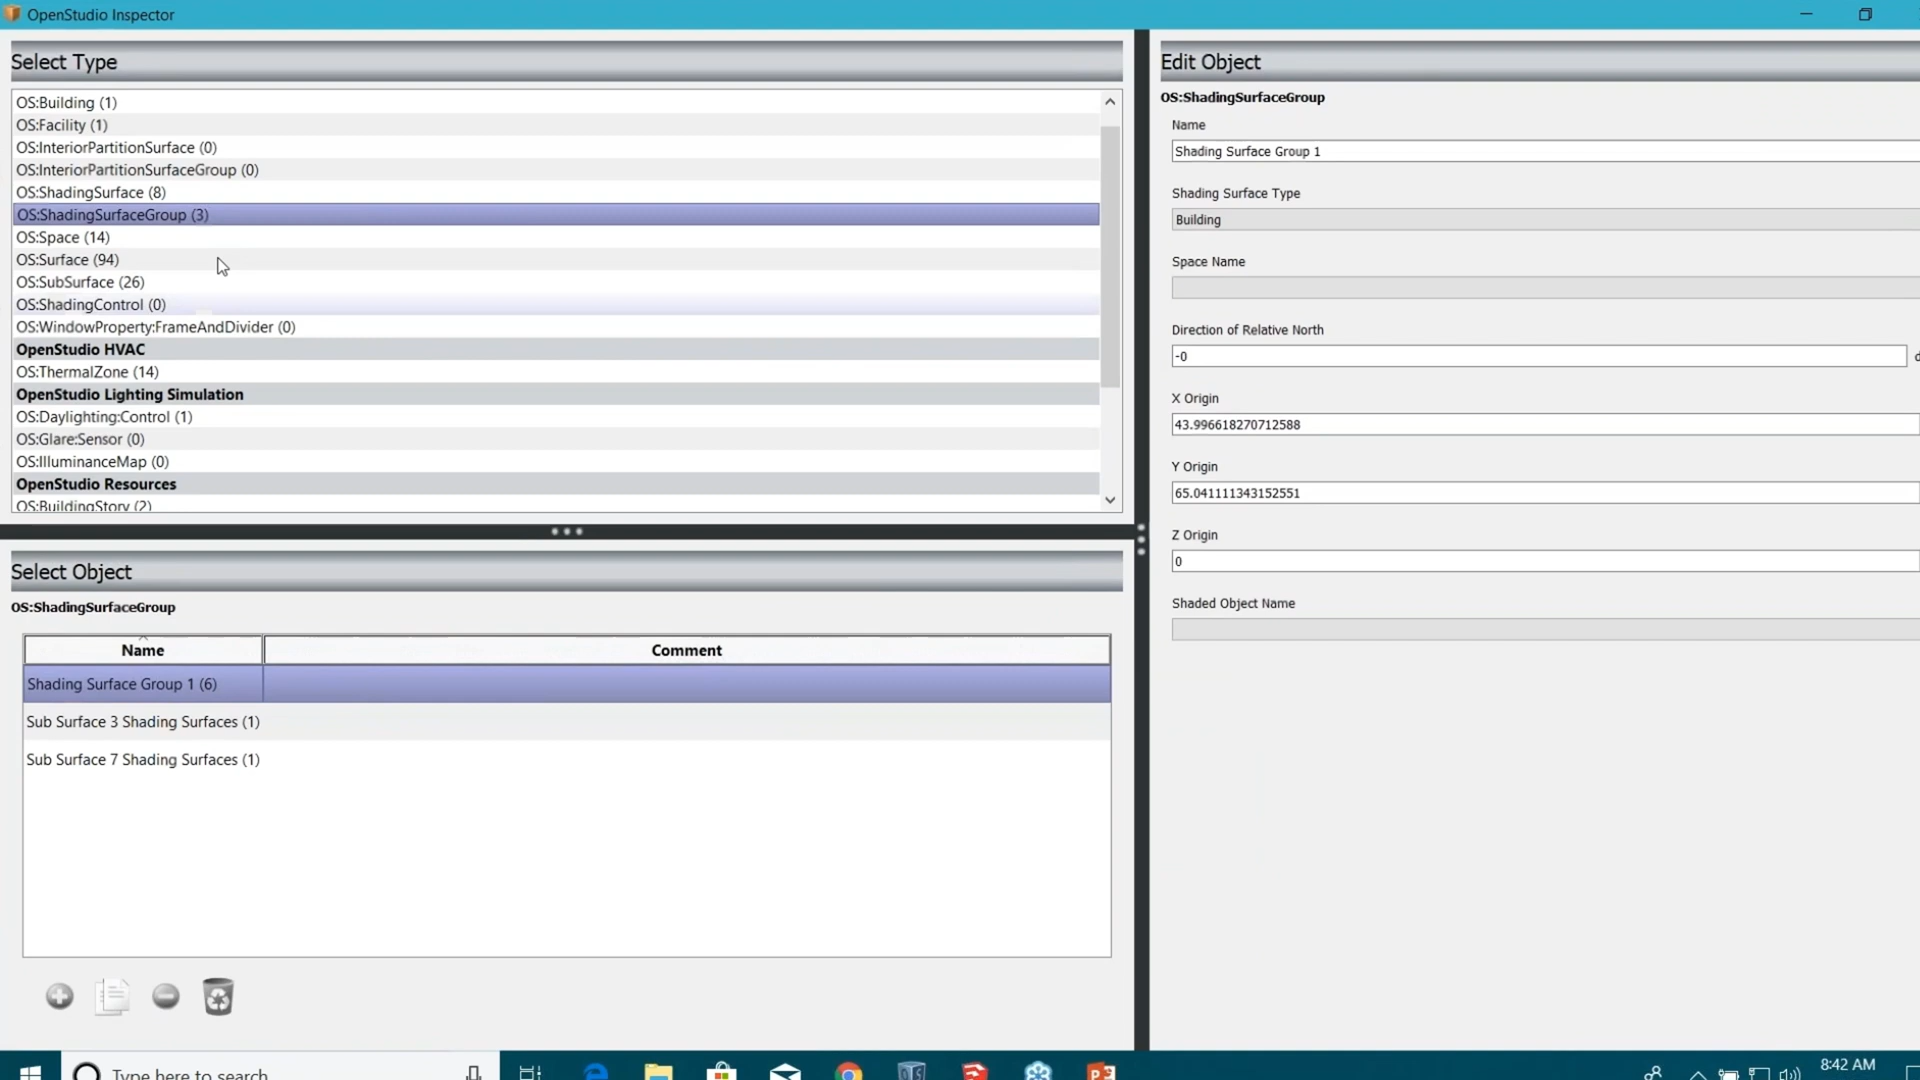 OpenStudio Inspector
Select Type
OS:Building (1)
OS:Facility (1)
OS:InteriorPartitionSurface (0)
OS:InteriorPartitionSurfaceGroup (0)
OS:ShadingSurface (8)
OS:ShadingSurfaceGroup (3)
OS:Space (14)
OS:Surface (94)
OS:SubSurface (26)
OS:ShadingControl (0)
OS:WindowProperty:FrameAndDivider (0)
OpenStudio HVAC
OS:ThermalZone (14)
OpenStudio Lighting Simulation
OS:Daylighting:Control (1)
OS:Glare:Sensor (0)
OS:IlluminanceMap (0)
OpenStudio Resources
OS:BuildingStory (2)
Select Object
OS:ShadingSurfaceGroup
Name Comment
Shading Surface Group 1 (6)
Sub Surface 3 Shading Surfaces (1)
Sub Surface 7 Shading Surfaces (1)
Edit Object
OS:ShadingSurfaceGroup
Name
Shading Surface Group 1
Shading Surface Type
Building
Space Name
Direction of Relative North
-0
X Origin
43.996618270712588
Y Origin
65.041111343152551
Z Origin
0
Shaded Object Name
Type here to search
8:42 AM